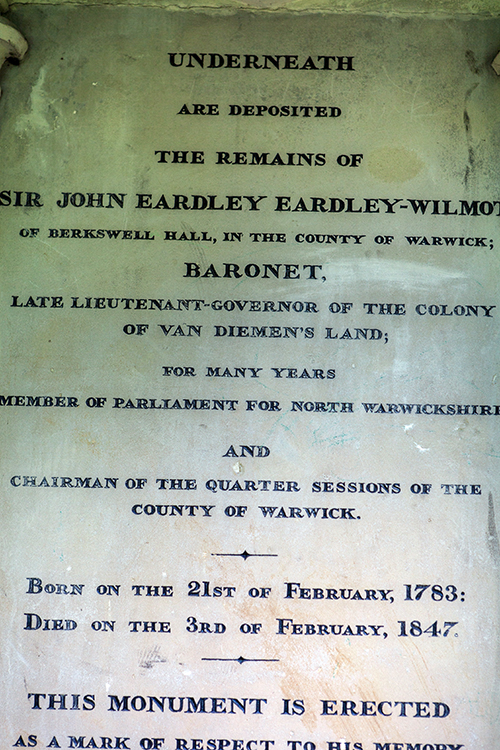 UNDERNEATH
ARE DEPOSITED
THE REMAINS OF
SIR JOHN EARDLEY EARDLEY-WILMOT
OF BERKSWELL HALL, IN THE COUNTY OF WARWICK;
BARONET,
LATE LIEUTENANT-GOVERNOR OF THE COLONY
OF VAN DIEMEN'S LAND;
FOR MANY YEARS
MEMBER OF PARLIAMENT FOR NORTH WARWICKSHIRE
AND
CHAIRMAN OF THE QUARTER SESSIONS OF THE
COUNTY OF WARWICK.
BORN ON THE 21ST OF FEBRUARY, 1783:
DIED ON THE 3RD OF FEBRUARY, 1847.
THIS MONUMENT IS ERECTED
AS A MARK OF RESPECT TO HIS MEMORY